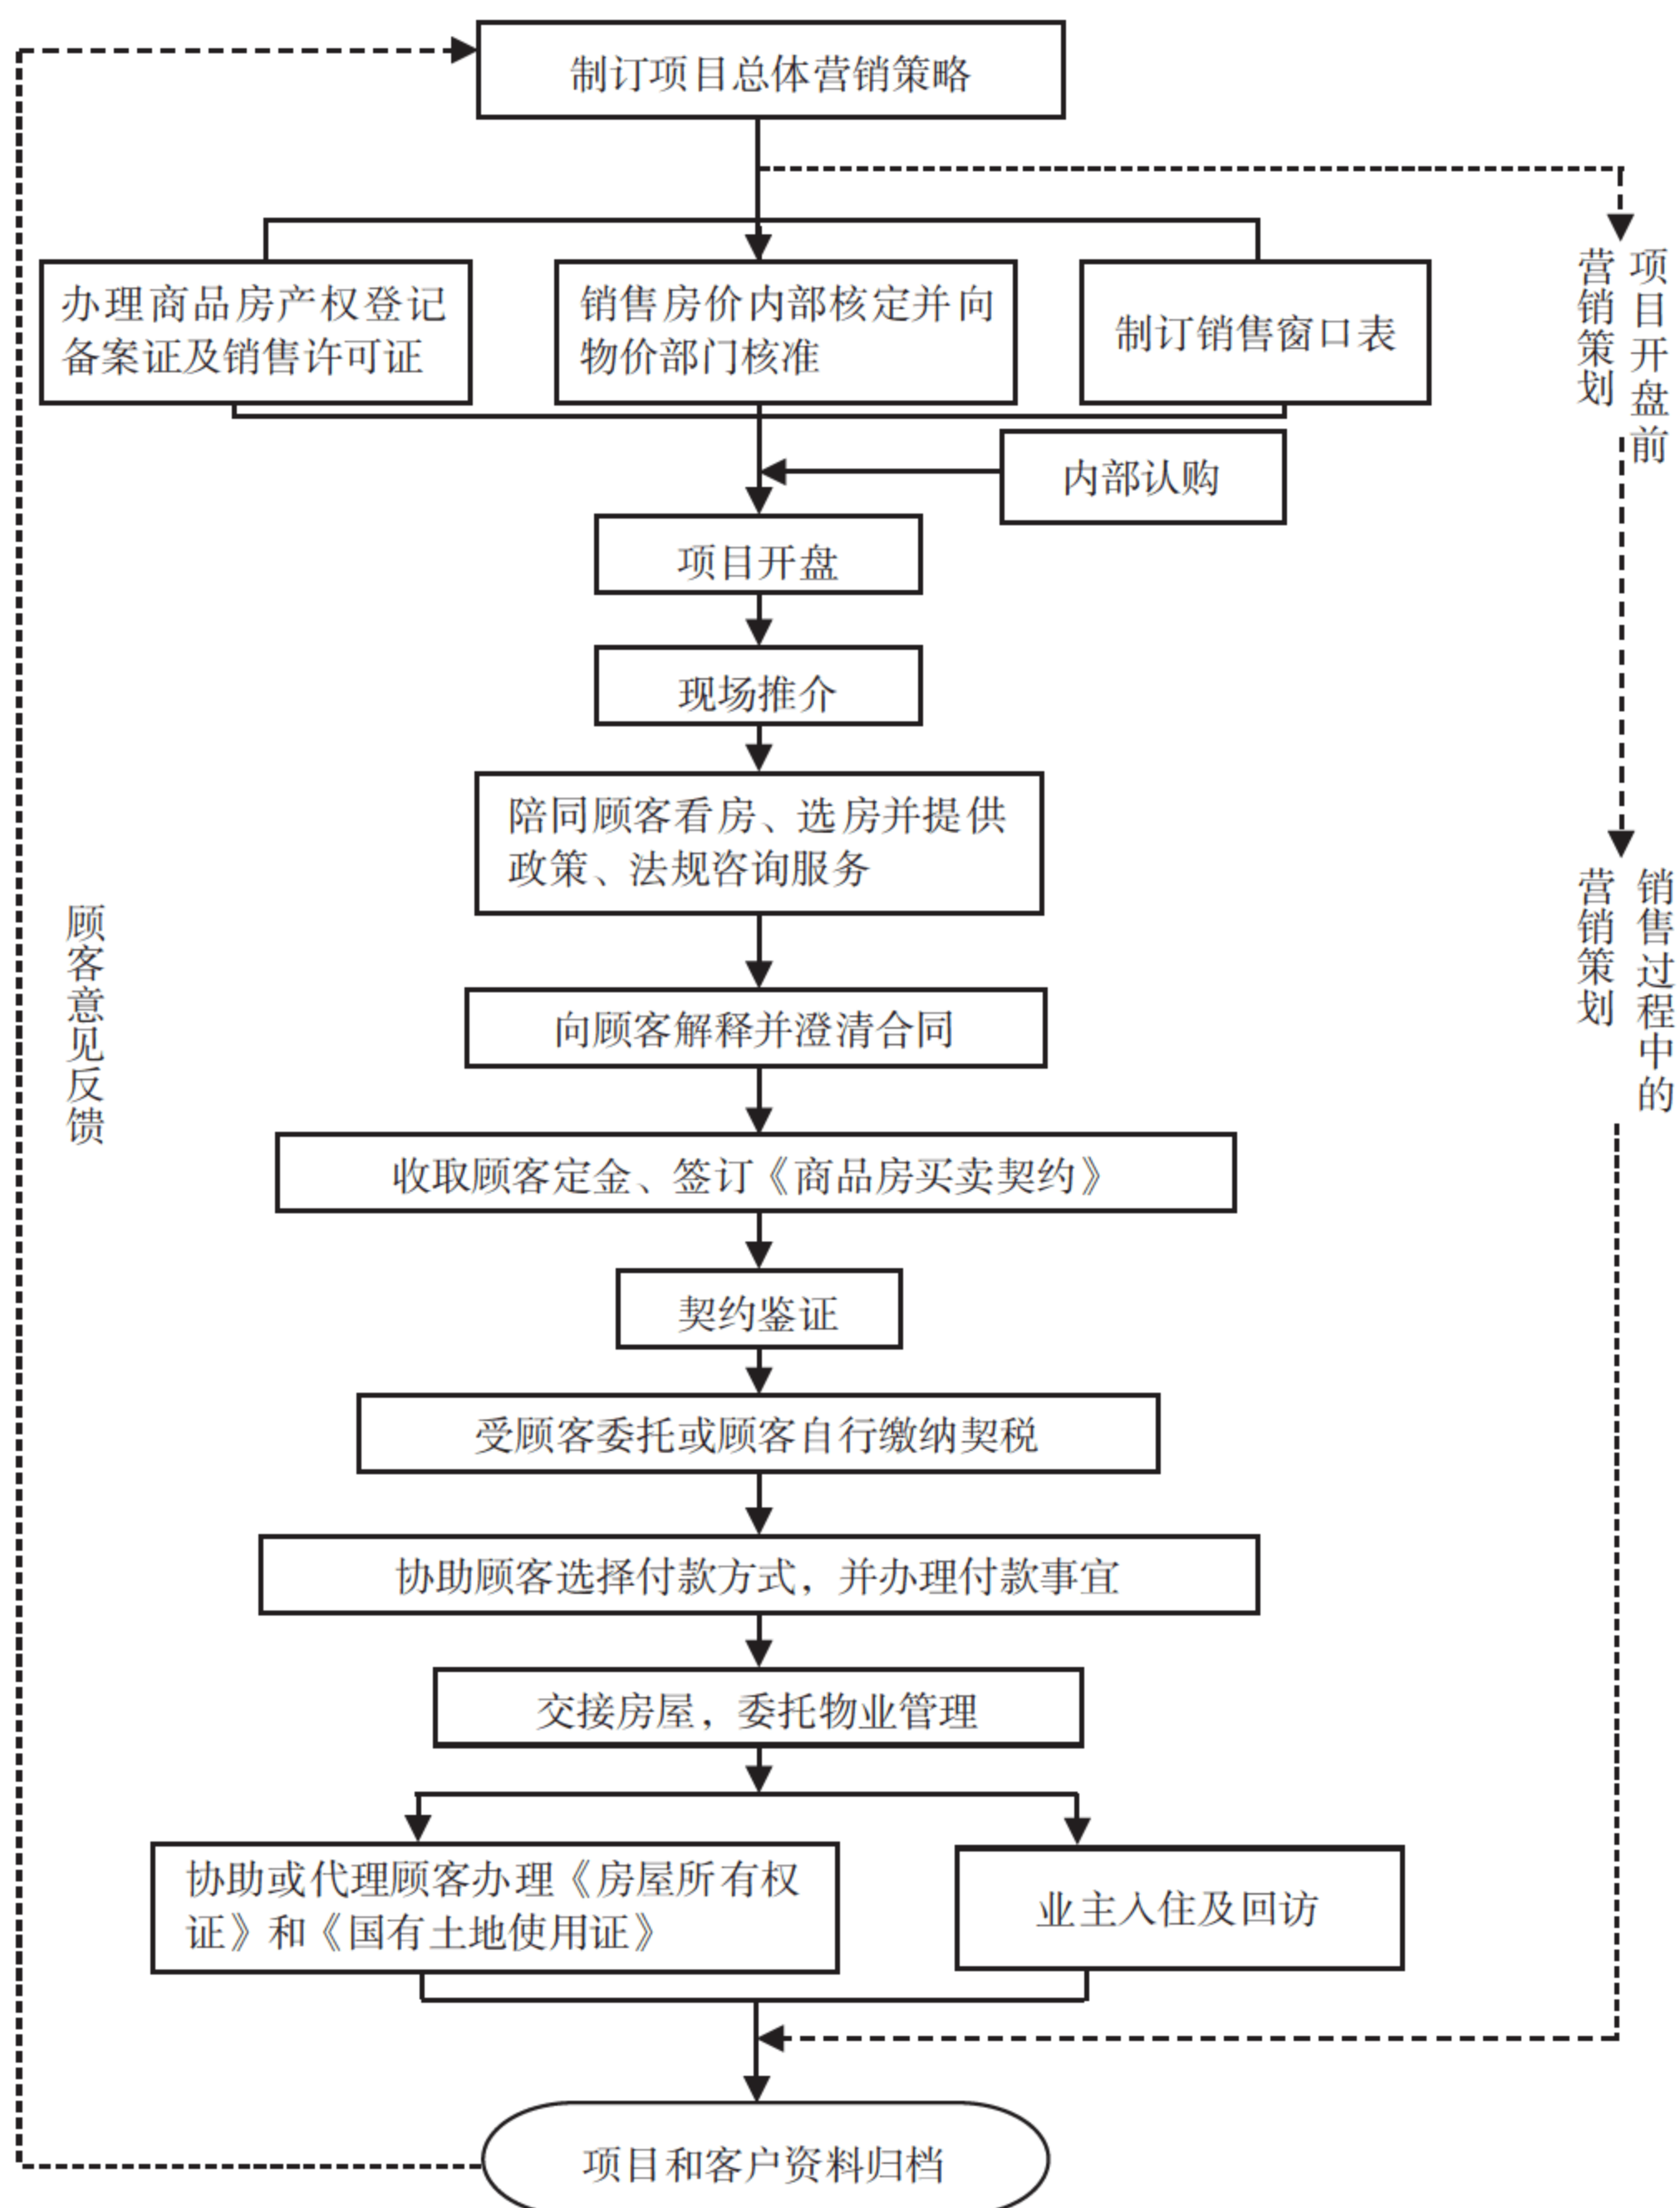 制订项目总体营销策略
办理商品房产权登记
备案证及销售许可证
销售房价内部核定并向
物价部门核准
制订销售窗口表
项目开盘前
营销策划
内部认购
项目开盘
现场推介
陪同顾客看房、选房并提供
政策、法规咨询服务
销售过程中的
营销策划
顾客意见反馈
向顾客解释并澄清合同
收取顾客定金、签订《商品房买卖契约》
契约鉴证
受顾客委托或顾客自行缴纳契税
协助顾客选择付款方式，并办理付款事宜
交接房屋，委托物业管理
协助或代理顾客办理《房屋所有权
证》和《国有土地使用证》
业主入住及回访
项目和客户资料归档